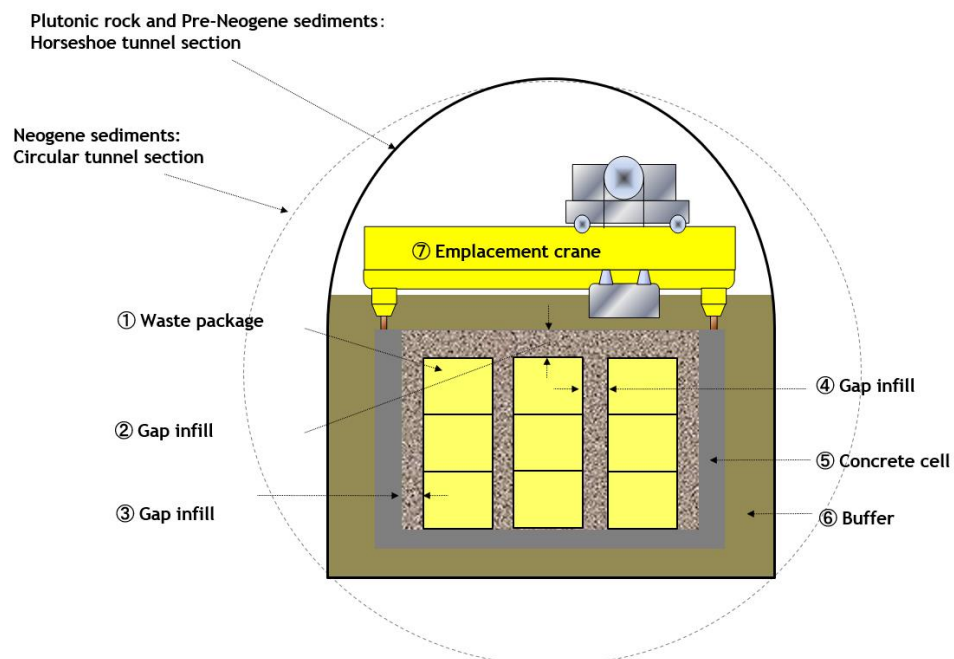 Plutonic rock and Pre-Neogene sediments:
Horseshoe tunnel section
Neogene sediments:
Circular tunnel section
⑦ Emplacement crane
① Waste package
② Gap infill
③ Gap infill
④ Gap infill
⑤ Concrete cell
⑥ Buffer